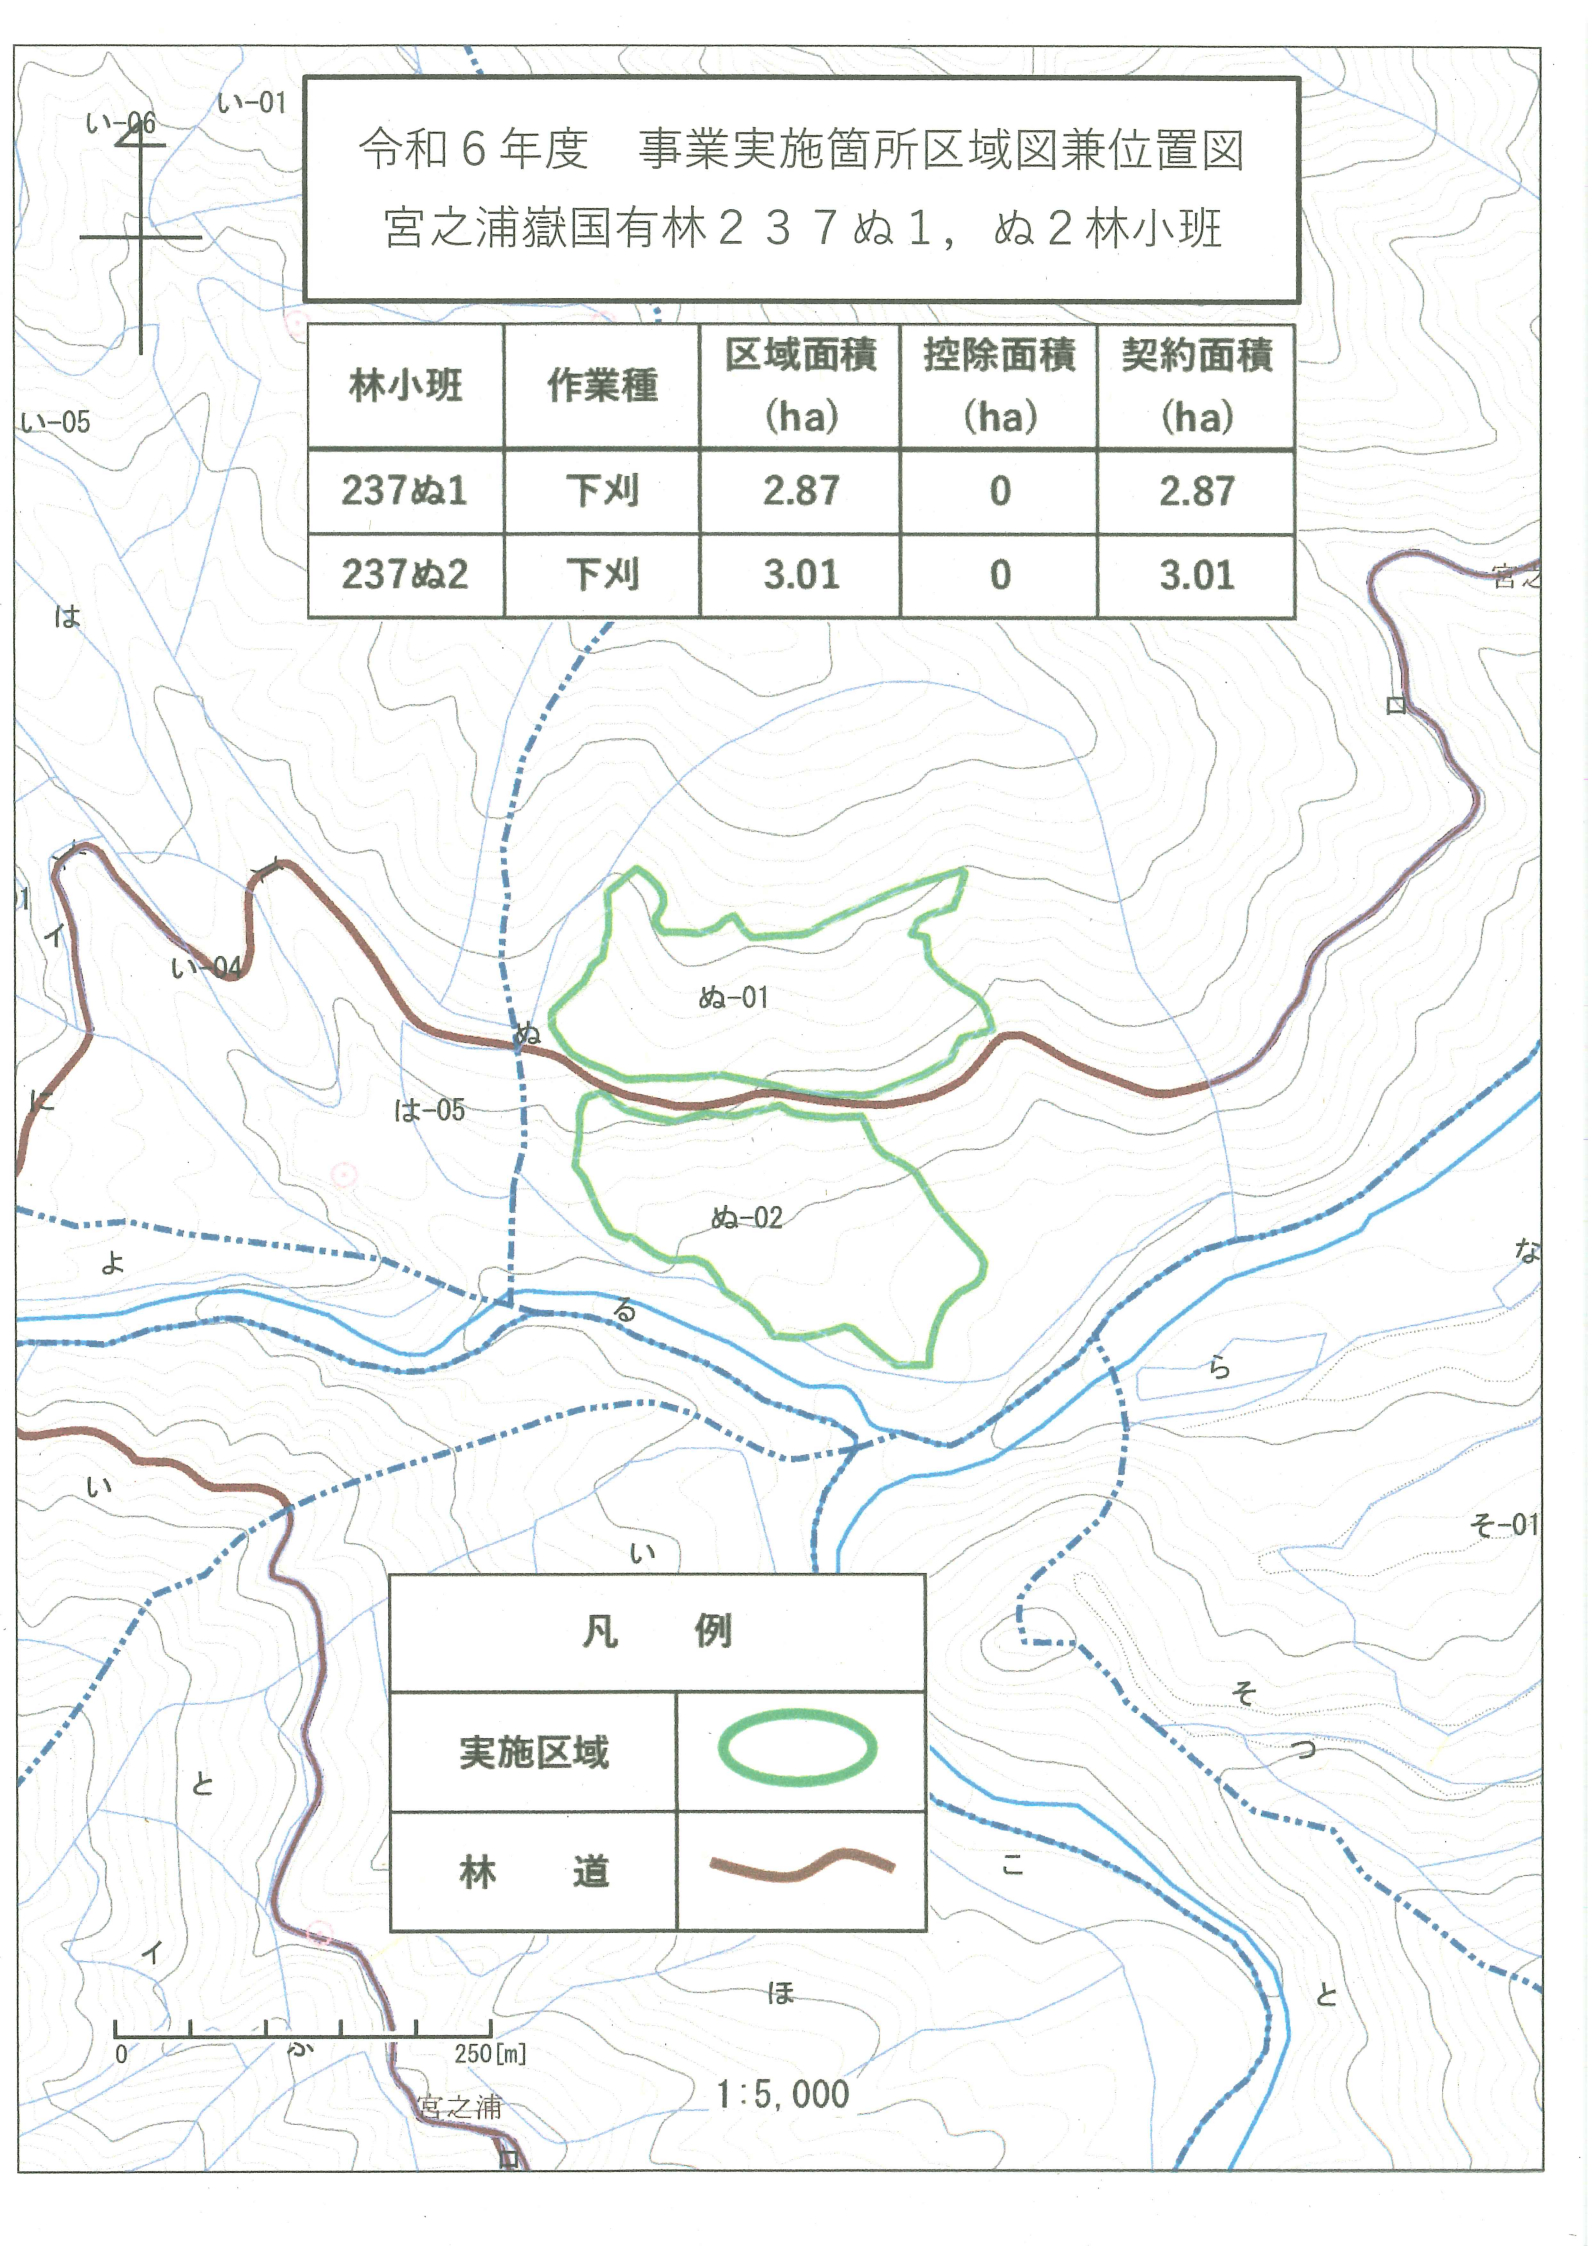 い-06
い-01
令和６年度　事業実施箇所区域図兼位置図
宮之浦嶽国有林２３７ぬ１，ぬ２林小班
林小班 作業種 区域面積(ha) 控除面積(ha) 契約面積(ha)
237ぬ1 下刈 2.87 0 2.87
237ぬ2 下刈 3.01 0 3.01
い-05
宮之
は
ロ
イ
い-04
ぬ-01
ぬ
に
は-05
ぬ-02
よ
な
る
ら
い
そ-01
い
凡　例
実施区域
林　道
そ
つ
と
こ
イ
ほ
と
0 250[m]
ふ
1:5,000
宮之浦
ロ